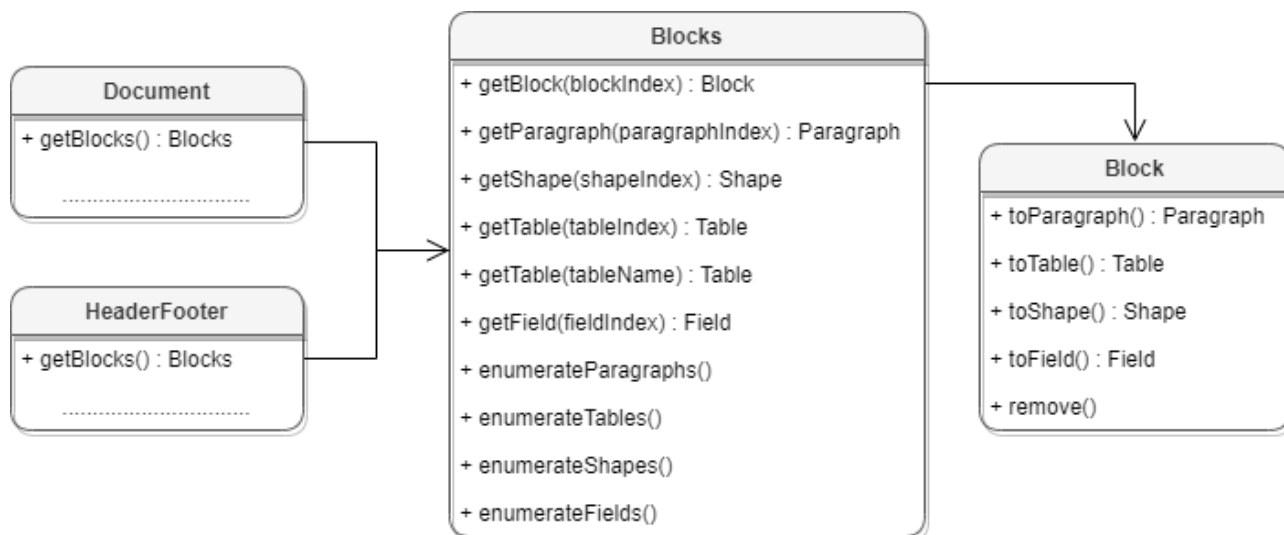 Document
+ getBlocks() : Blocks
................................
HeaderFooter
+ getBlocks() : Blocks
................................
Blocks
+ getBlock(blockIndex) : Block
+ getParagraph(paragraphIndex) : Paragraph
+ getShape(shapeIndex) : Shape
+ getTable(tableIndex) : Table
+ getTable(tableName) : Table
+ getField(fieldIndex) : Field
+ enumerateParagraphs()
+ enumerateTables()
+ enumerateShapes()
+ enumerateFields()
Block
+ toParagraph() : Paragraph
+ toTable() : Table
+ toShape() : Shape
+ toField() : Field
+ remove()